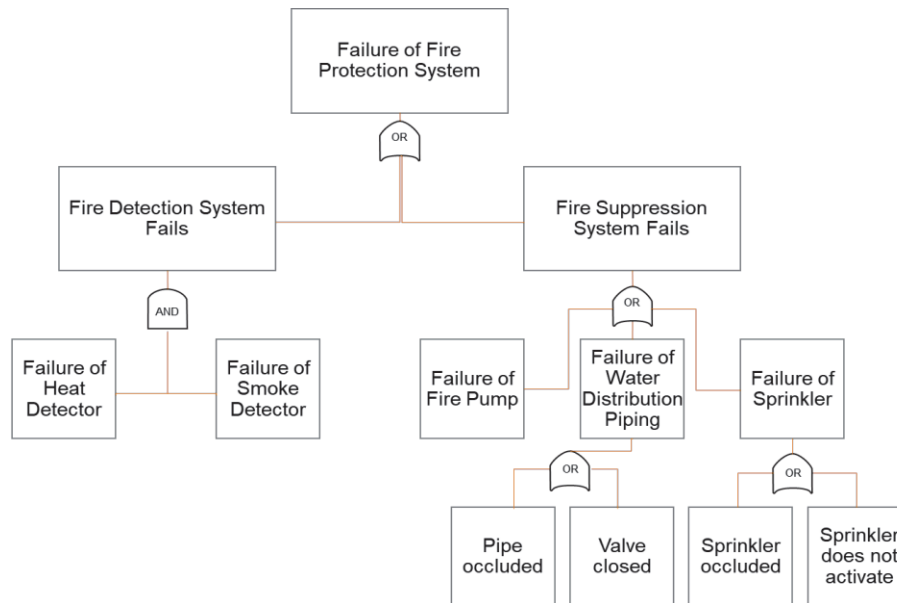 Failure of Fire
Protection System
OR
Fire Detection System
Fails
Fire Suppression
System Fails
AND
OR
Failure of
Heat
Detector
Failure of
Smoke
Detector
Failure of
Fire Pump
Failure of
Water
Distribution
Piping
Failure of
Sprinkler
OR
OR
Pipe
occluded
Valve
closed
Sprinkler
occluded
Sprinkler
does not
activate